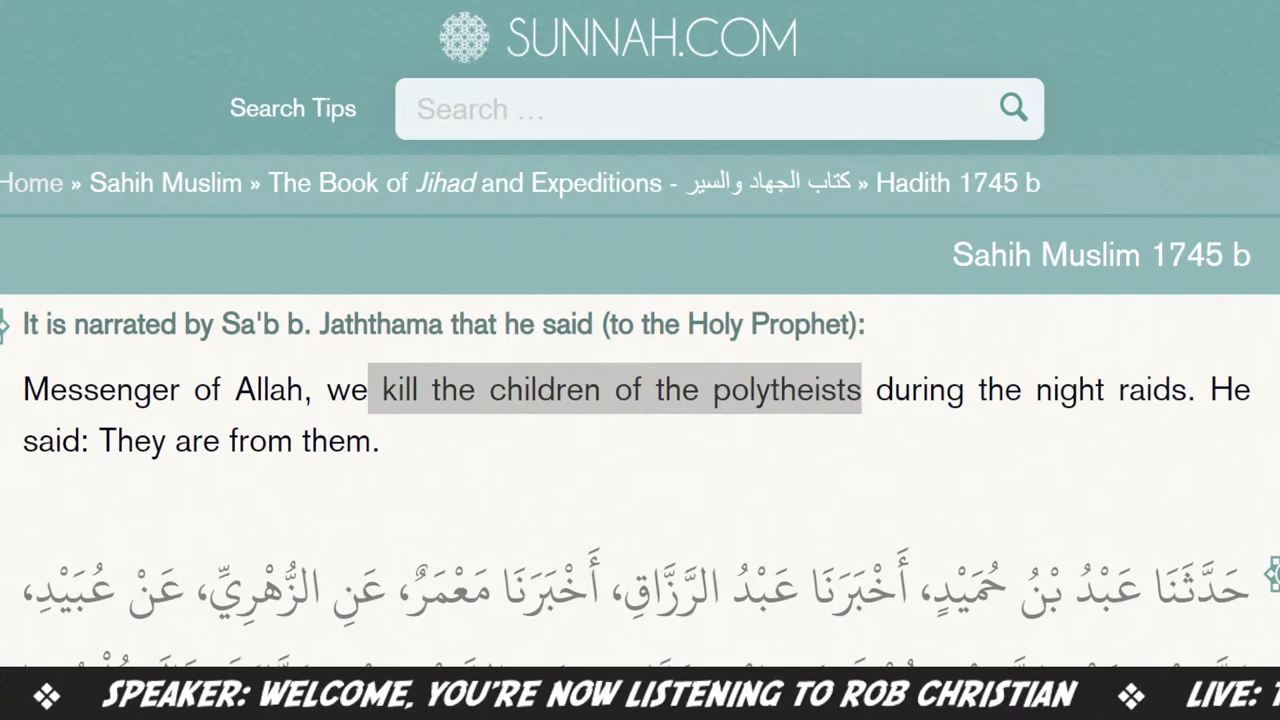 SUNNAH.COM
Search Tips
Search ...
Home » Sahih Muslim » The Book of Jihad and Expeditions - كتاب الجهاد والسير » Hadith 1745 b
Sahih Muslim 1745 b
It is narrated by Sa'b b. Jaththama that he said (to the Holy Prophet):
Messenger of Allah, we kill the children of the polytheists during the night raids. He
said: They are from them.
حَدَّثَنَا عَبْدُ بْنُ حُمَيْدٍ، أَخْبَرَنَا عَبْدُ الرَّزَّاقِ، أَخْبَرَنَا مَعْمَرٌ، عَنِ الزُّهْرِيِّ، عَنْ عُبَيْدِ،
❖ SPEAKER: WELCOME, YOU'RE NOW LISTENING TO ROB CHRISTIAN ❖ LIVE: